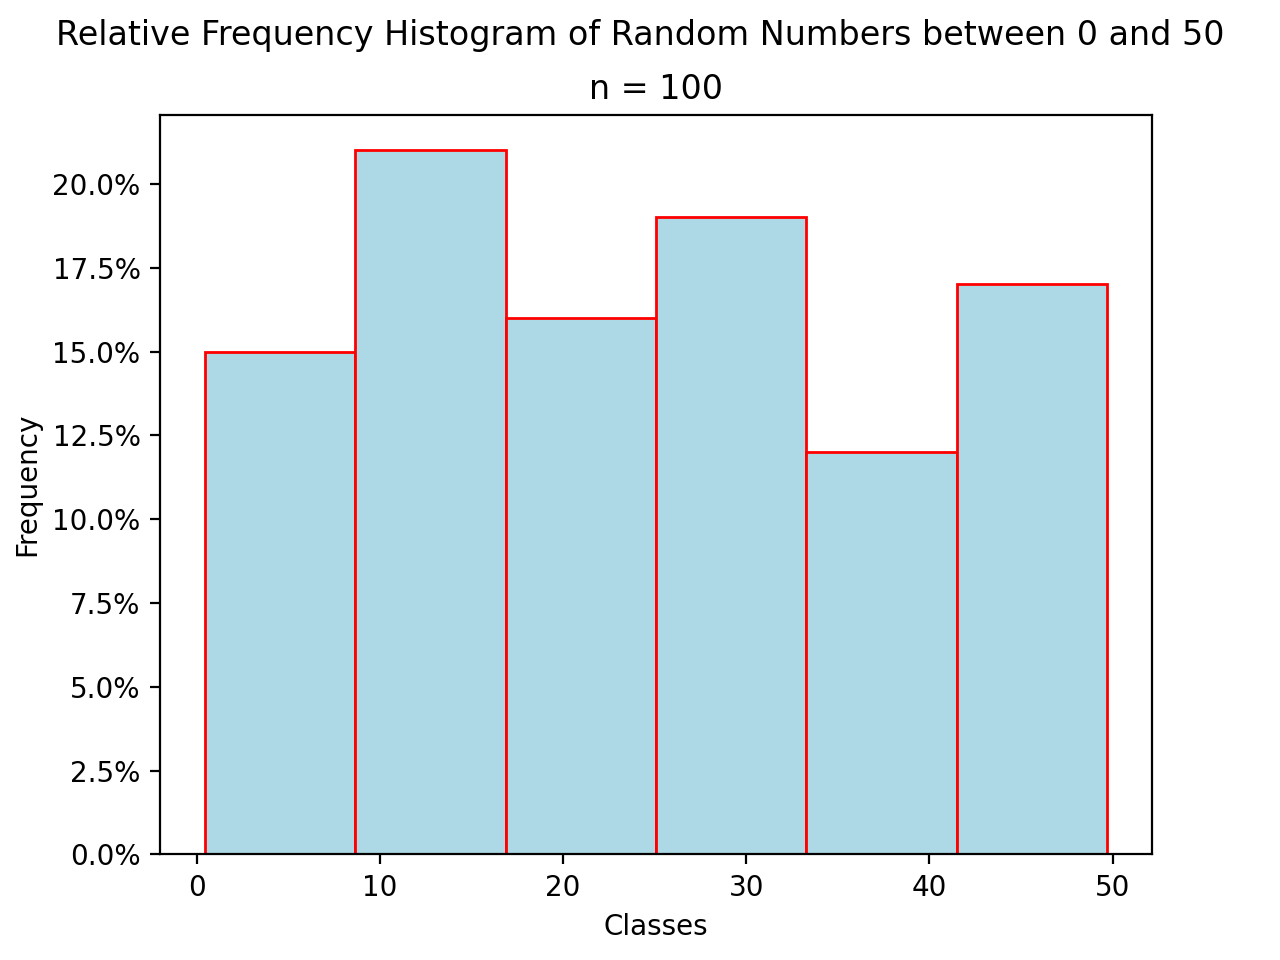 Relative Frequency Histogram of Random Numbers between 0 and 50
n = 100
20.0%
17.5%
15.0%
12.5%
10.0%
7.5%
5.0%
2.5%
0.0%
Frequency
0 10 20 30 40 50
Classes